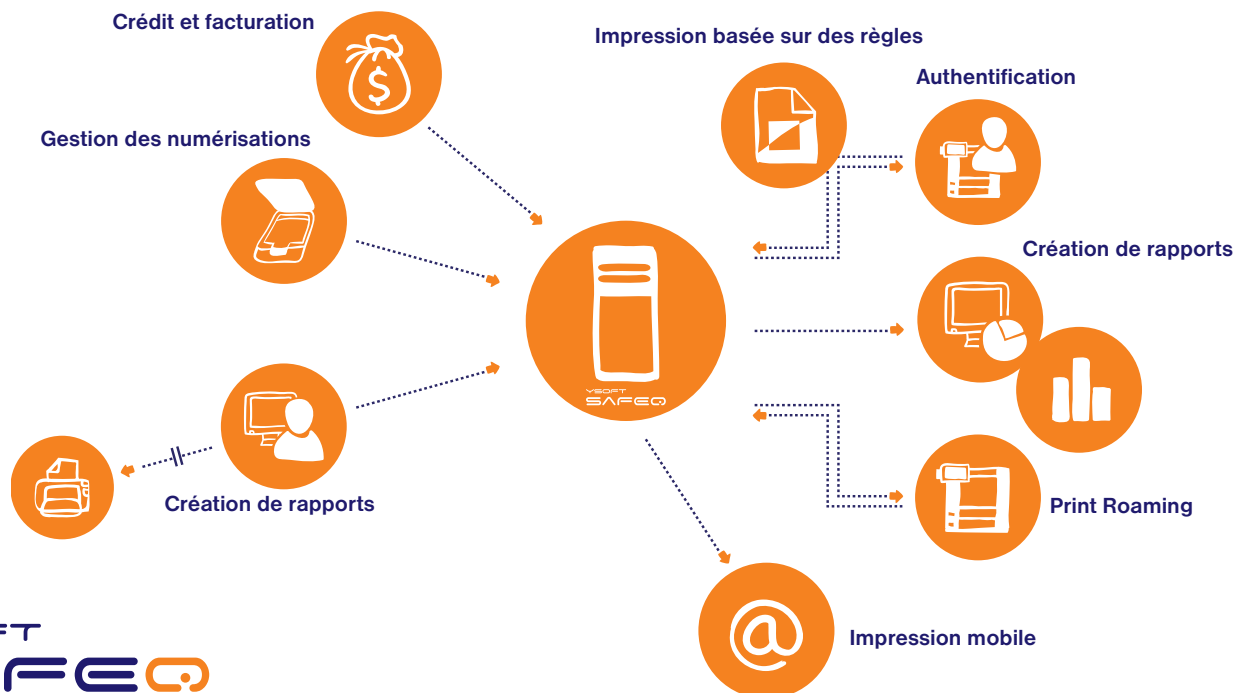 Crédit et facturation
Impression basée sur des règles
Authentification
Gestion des numérisations
Création de rapports
$
YSOFT
SAFEQ
Création de rapports
Print Roaming
@
Impression mobile
FT
FEQ